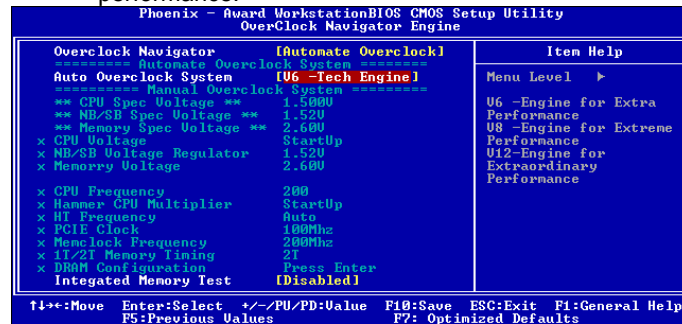 performance.
Phoenix - Award WorkstationBIOS CMOS Setup Utility
OverClock Navigator Engine
Overclock Navigator [Automate Overclock]
========= Automate Overclock System ========
Auto Overclock System [V6 -Tech Engine]
========== Manual Overclock System =========
** CPU Spec Voltage ** 1.500V
** NB/SB Spec Voltage ** 1.52V
** Memory Spec Voltage ** 2.60V
x CPU Voltage StartUp
x NB/SB Voltage Regulator 1.52V
x Memorry Voltage 2.60V
x CPU Frequency 200
x Hammer CPU Multiplier StartUp
x HT Frequency Auto
x PCIE Clock 100Mhz
x Memclock Frequency 200Mhz
x 1T/2T Memory Timing 2T
x DRAM Configuration Press Enter
Integated Memory Test [Disabled]
Item Help
Menu Level ▶
V6 -Engine for Extra
Performance
V8 -Engine for Extreme
Performance
V12-Engine for
Extraordinary
Performance
↑↓→←:Move Enter:Select +/-/PU/PD:Value F10:Save ESC:Exit F1:General Help
F5:Previous Values F7: Optimized Defaults